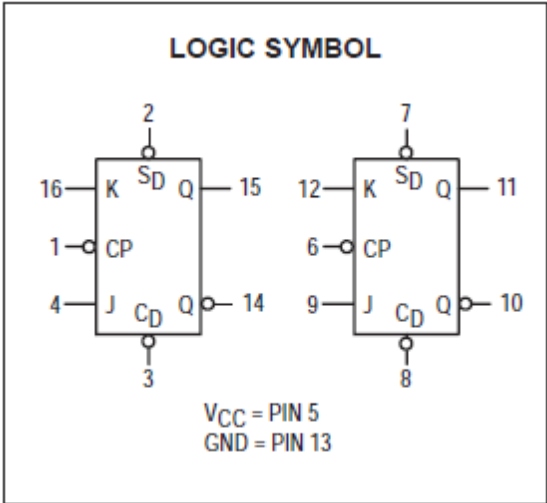 LOGIC SYMBOL
2 7
SD SD
16 K Q 15 12 K Q 11
1 CP 6 CP
4 J CD Q 14 9 J CD Q 10
3 8
VCC = PIN 5
GND = PIN 13